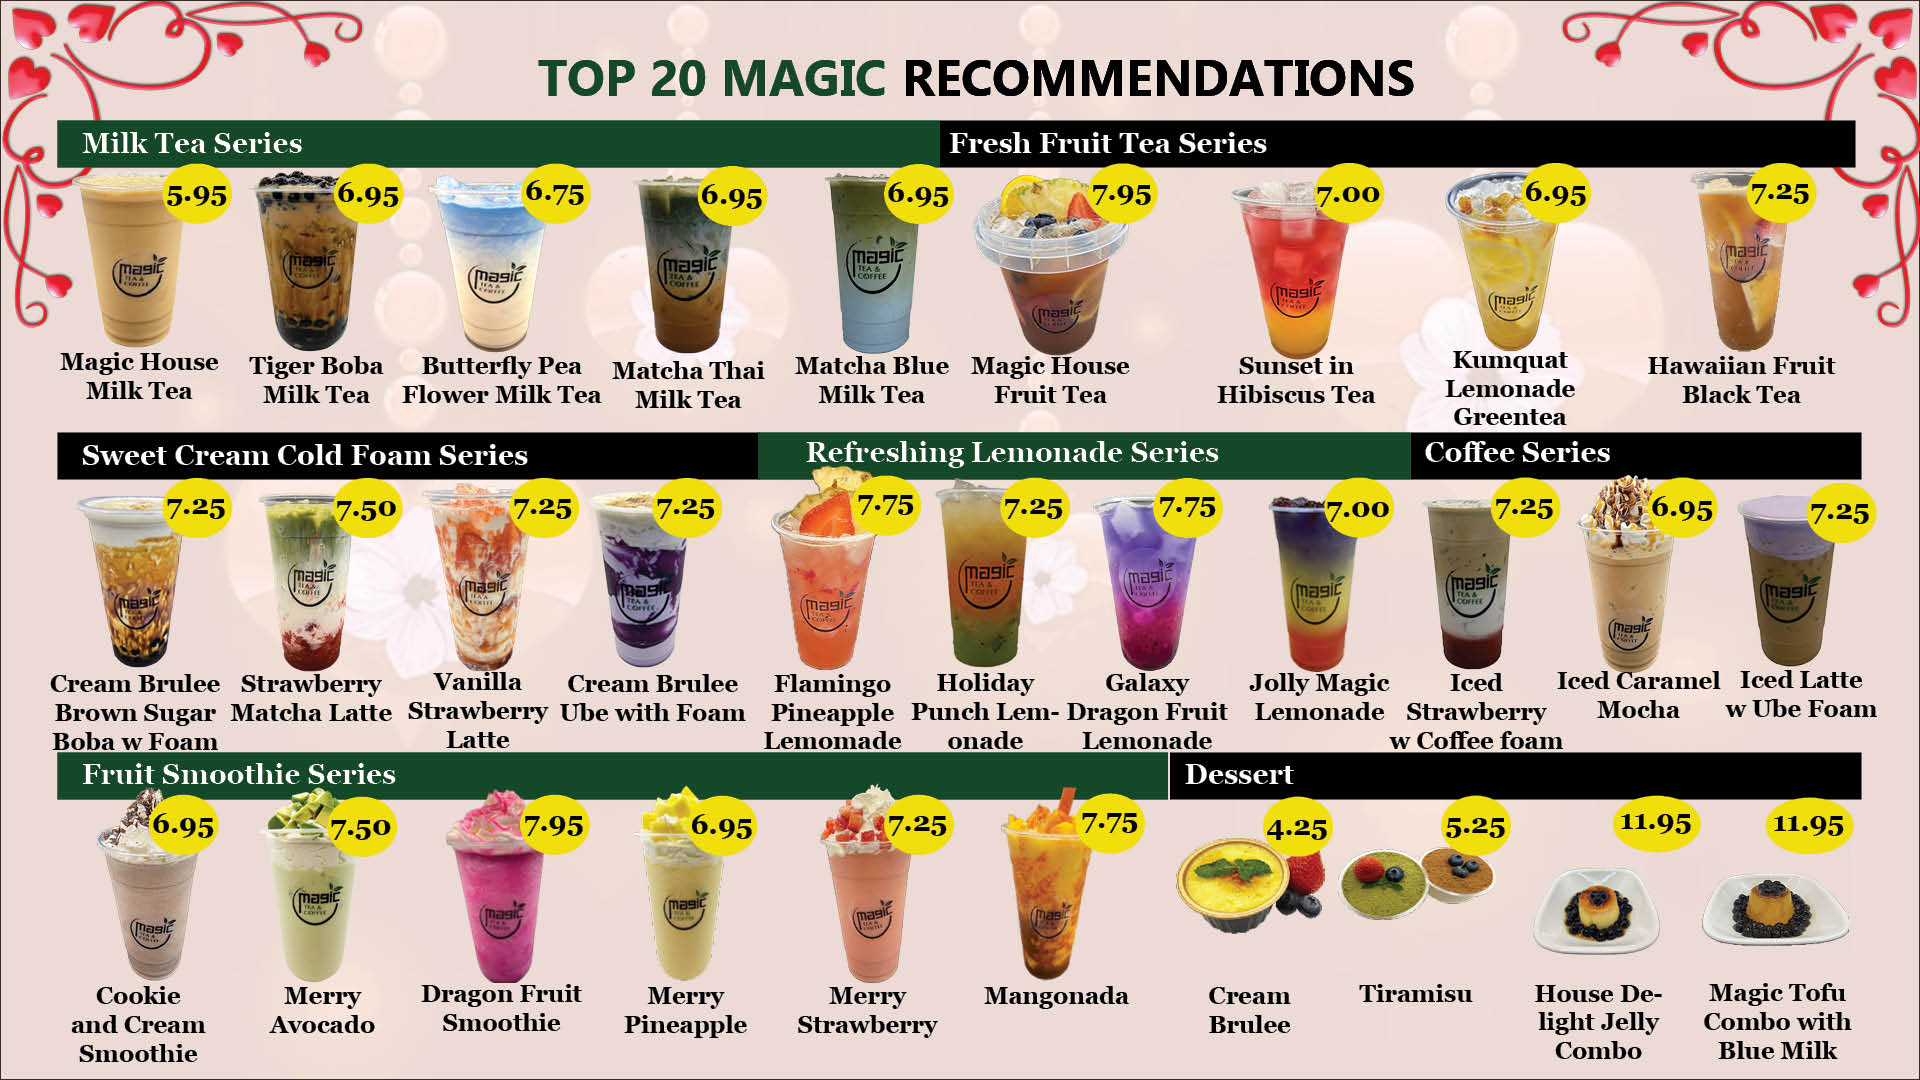 TOP 20 MAGIC RECOMMENDATIONS
Milk Tea Series
Fresh Fruit Tea Series
5.95
6.95
6.75
6.95
6.95
7.95
7.00
6.95
7.25
magic
TEA &
COFFEE
Magic House
Milk Tea
Tiger Boba
Milk Tea
Butterfly Pea
Flower Milk Tea
Matcha Thai
Milk Tea
Matcha Blue
Milk Tea
Magic House
Fruit Tea
Sunset in
Hibiscus Tea
Kumquat
Lemonade
Greentea
Hawaiian Fruit
Black Tea
Sweet Cream Cold Foam Series
Refreshing Lemonade Series
Coffee Series
7.25
7.50
7.25
7.25
7.75
7.25
7.75
7.00
7.25
6.95
7.25
Cream Brulee
Brown Sugar
Boba w Foam
Strawberry
Matcha Latte
Vanilla
Strawberry
Latte
Cream Brulee
Ube with Foam
Flamingo
Pineapple
Lemomade
Holiday
Punch Lem-
onade
Galaxy
Dragon Fruit
Lemonade
Jolly Magic
Lemonade
Iced
Strawberry
w Coffee foam
Iced Caramel
Mocha
Iced Latte
w Ube Foam
Fruit Smoothie Series
Dessert
6.95
7.50
7.95
6.95
7.25
7.75
4.25
5.25
11.95
11.95
Cookie
and Cream
Smoothie
Merry
Avocado
Dragon Fruit
Smoothie
Merry
Pineapple
Merry
Strawberry
Mangonada
Cream
Brulee
Tiramisu
House De-
light Jelly
Combo
Magic Tofu
Combo with
Blue Milk